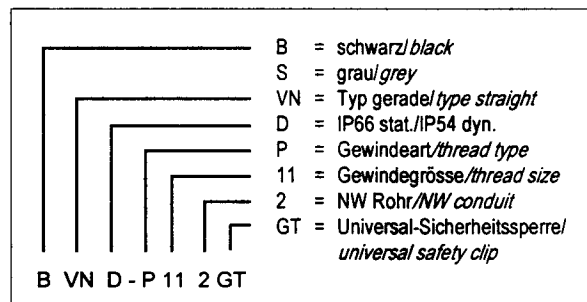 B = schwarz/black
S = grau/grey
VN = Typ gerade/type straight
D = IP66 stat./IP54 dyn.
P = Gewindeart/thread type
11 = Gewindegrösse/thread size
2 = NW Rohr/NW conduit
GT = Universal-Sicherheitssperre/
universal safety clip
B VN D - P 11 2 GT